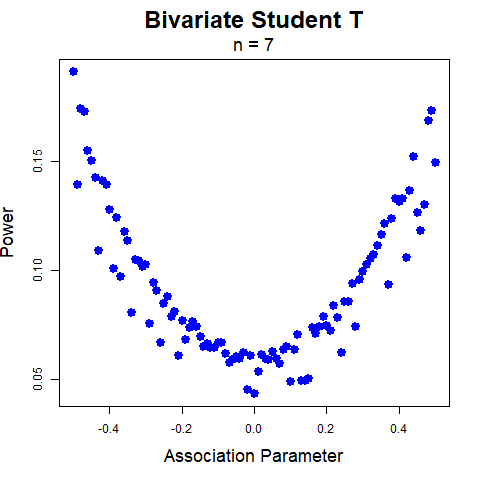 Bivariate Student T
n = 7
Power
0.15
0.10
0.05
-0.4 -0.2 0.0 0.2 0.4
Association Parameter